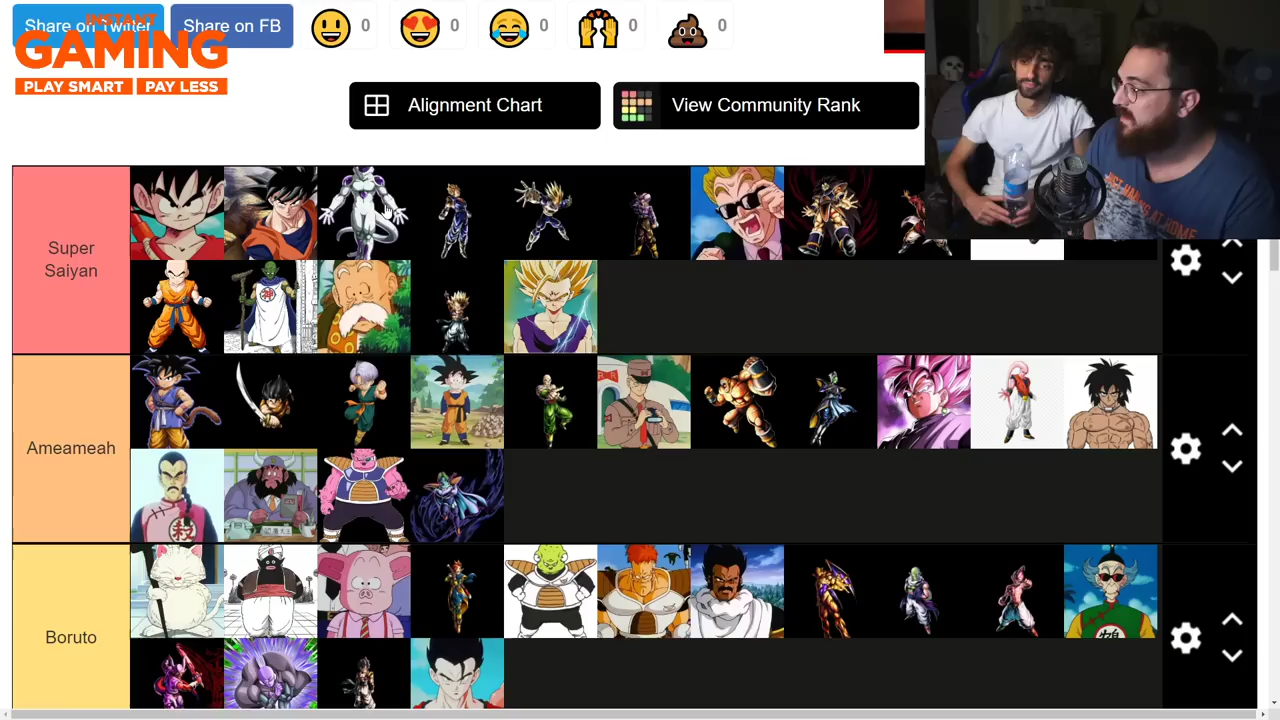 Share on Twitter
Share on FB
0
0
0
0
0
INSTANT
GAMING
PLAY SMART
PAY LESS
Alignment Chart
View Community Rank
Super
Saiyan
Ameameah
Boruto